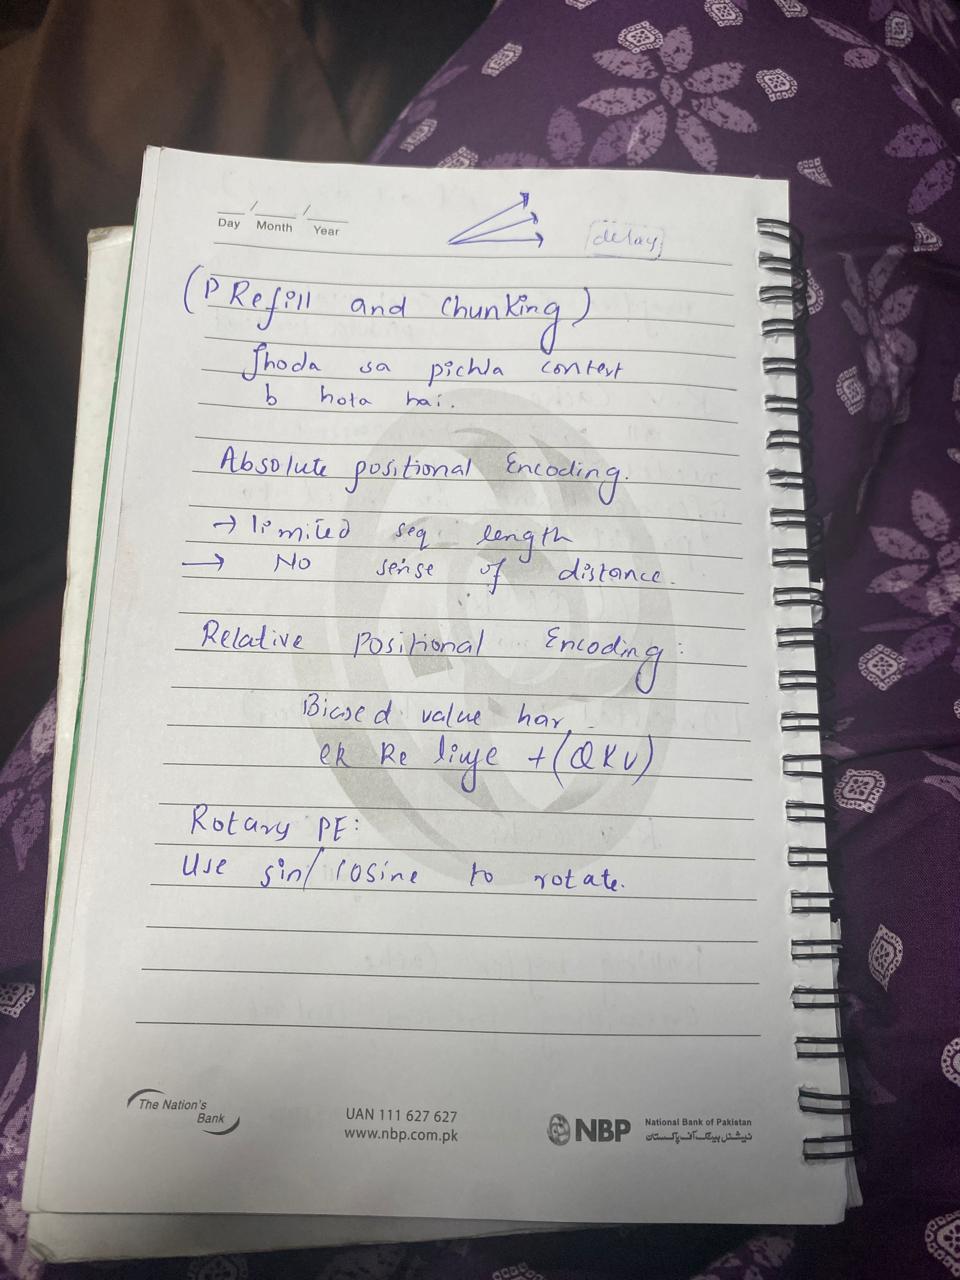 Day / Month / Year
delay
(PRefill and Chunking)
Thoda sa pichla context
b hota hai.
Absolute positional Encoding.
→ limited seq. length
→ No sense of distance.
Relative Positional Encoding:
Biased value har
ek Ke liye +(QKV)
Rotary PE:
Use sin/cosine to rotate.
The Nation's
Bank
UAN 111 627 627
www.nbp.com.pk
NBP
National Bank of Pakistan
نیشنل بینک آف پاکستان